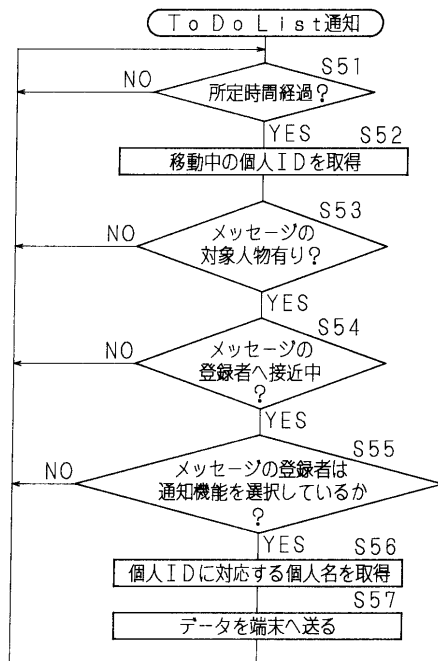 ＴｏＤｏＬｉｓｔ通知
S51
NO
所定時間経過？
YES
S52
移動中の個人ＩＤを取得
S53
NO
メッセージの
対象人物有り？
YES
S54
NO
メッセージの
登録者へ接近中
？
YES
S55
NO
メッセージの登録者は
通知機能を選択しているか
？
YES
S56
個人ＩＤに対応する個人名を取得
S57
データを端末へ送る